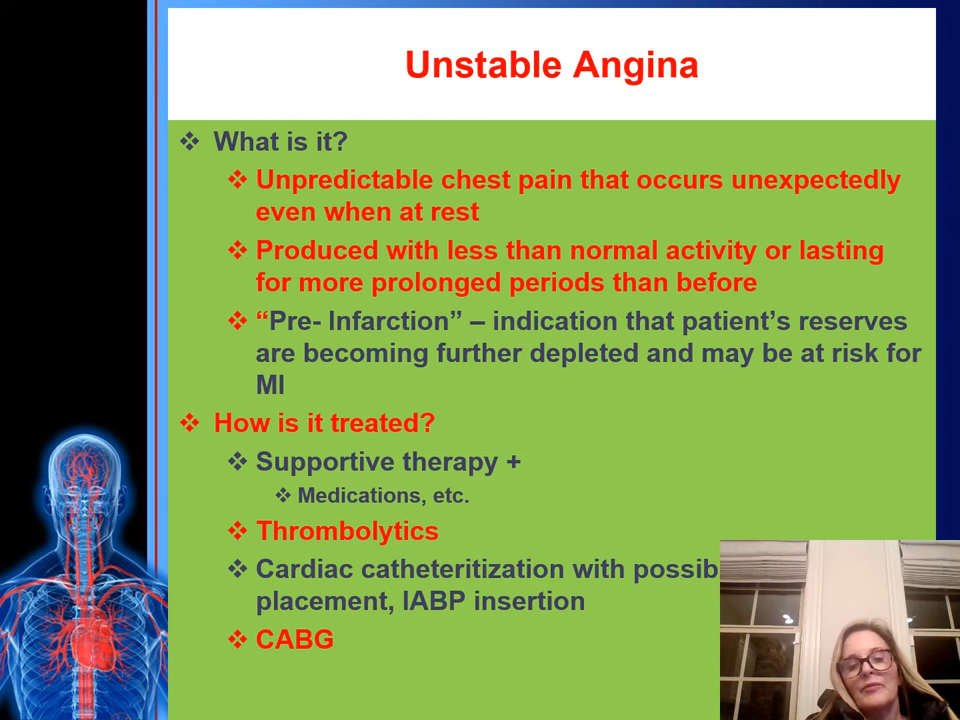 Unstable Angina
❖ What is it?
❖ Unpredictable chest pain that occurs unexpectedly
even when at rest
❖ Produced with less than normal activity or lasting
for more prolonged periods than before
❖ “Pre- Infarction” – indication that patient’s reserves
are becoming further depleted and may be at risk for
MI
❖ How is it treated?
❖ Supportive therapy +
❖ Medications, etc.
❖ Thrombolytics
❖ Cardiac catheteritization with
placement, IABP insertion
❖ CABG